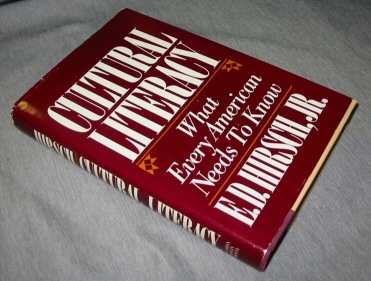 CULTURAL
LITERACY
What
Every American
Needs To Know
E.D. HIRSCH, JR.
HIRSCH CULTURAL LITERACY